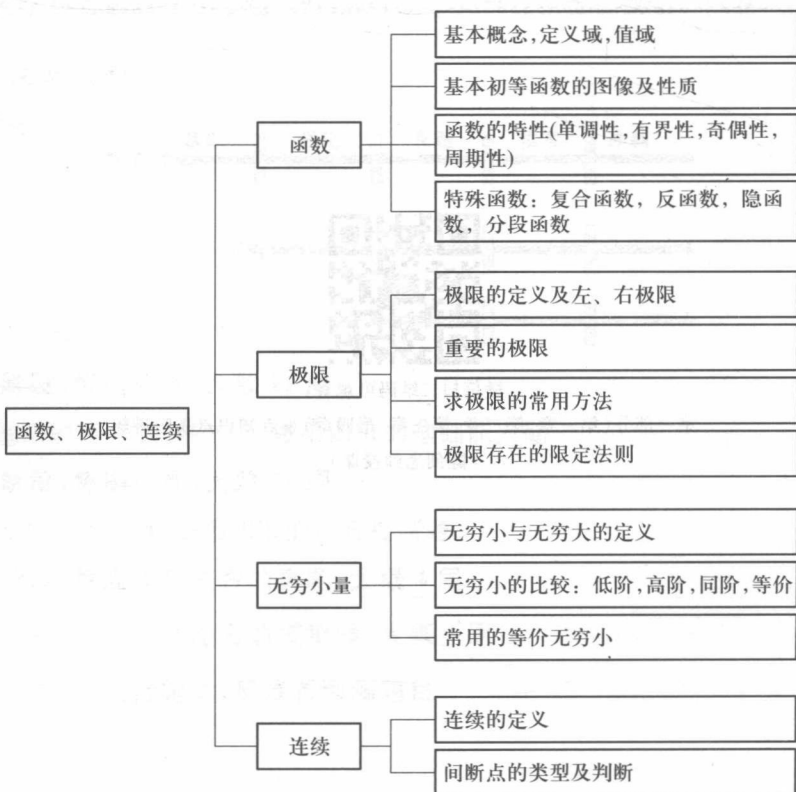 函数、极限、连续
函数
基本概念,定义域,值域
基本初等函数的图像及性质
函数的特性(单调性,有界性,奇偶性,
周期性)
特殊函数：复合函数，反函数，隐函
数，分段函数
极限
极限的定义及左、右极限
重要的极限
求极限的常用方法
极限存在的限定法则
无穷小量
无穷小与无穷大的定义
无穷小的比较：低阶,高阶,同阶,等价
常用的等价无穷小
连续
连续的定义
间断点的类型及判断